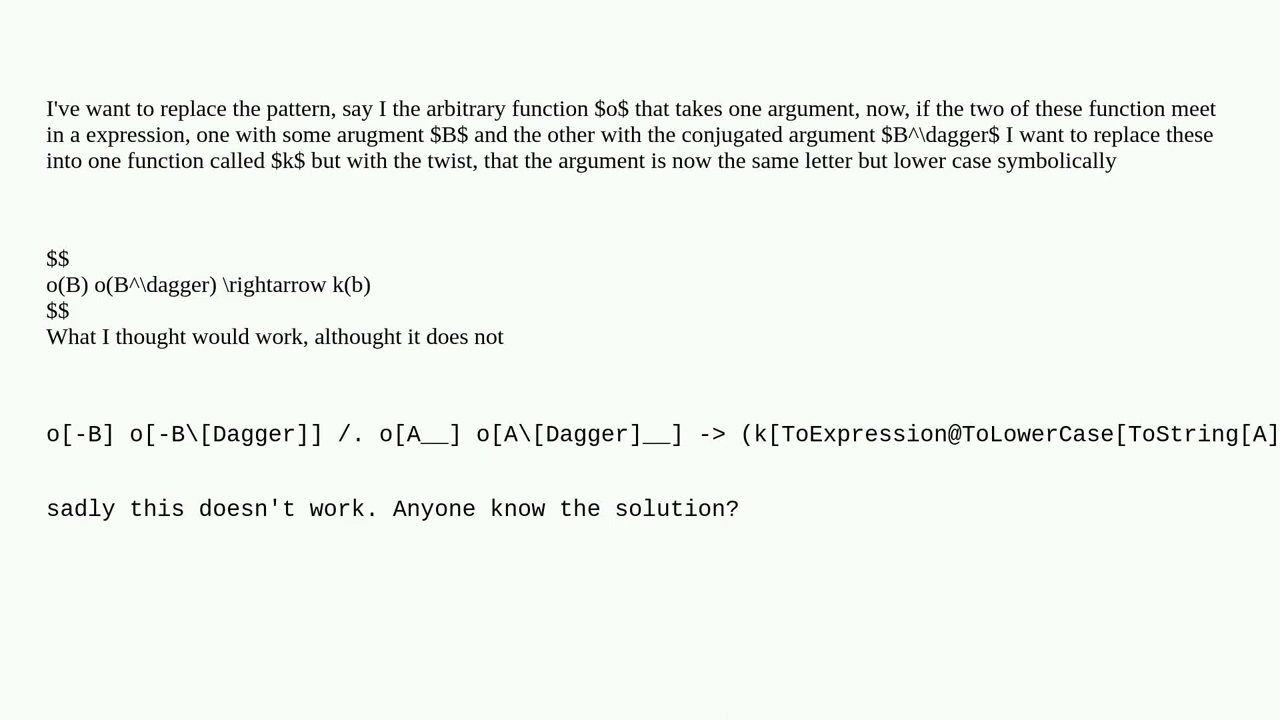 I've want to replace the pattern, say I the arbitrary function $o$ that takes one argument, now, if the two of these function meet
in a expression, one with some arugment $B$ and the other with the conjugated argument $B^\dagger$ I want to replace these
into one function called $k$ but with the twist, that the argument is now the same letter but lower case symbolically
$$
o(B) o(B^\dagger) \rightarrow k(b)
$$
What I thought would work, althought it does not
o[-B] o[-B\[Dagger]] /. o[A__] o[A\[Dagger]__] -> (k[ToExpression@ToLowerCase[ToString[A]
sadly this doesn't work. Anyone know the solution?